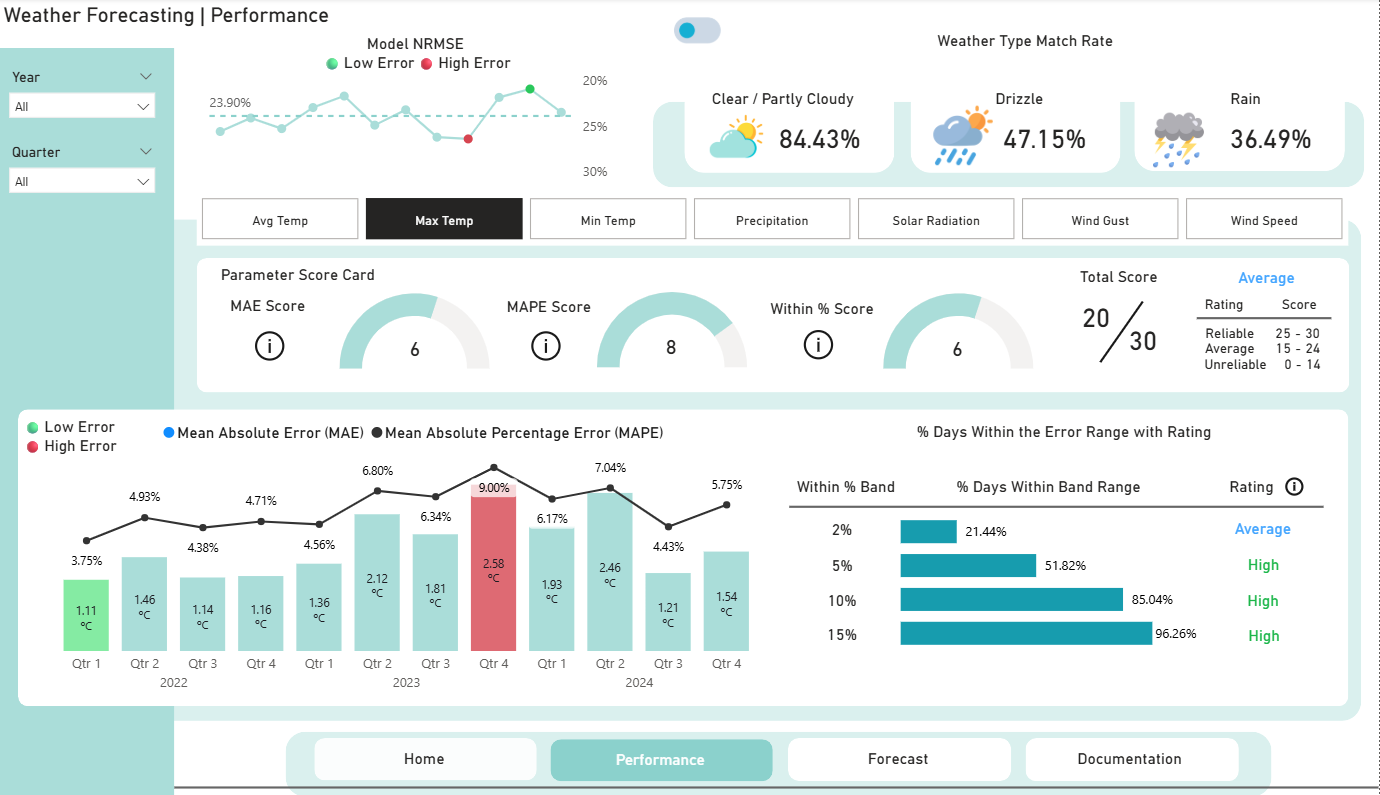 Weather Forecasting | Performance
Year
All
Quarter
All
Model NRMSE
Low Error High Error
23.90%
20%
25%
30%
Weather Type Match Rate
Clear / Partly Cloudy
84.43%
Drizzle
47.15%
Rain
36.49%
Avg Temp Max Temp Min Temp Precipitation Solar Radiation Wind Gust Wind Speed
Parameter Score Card
MAE Score
i
6
MAPE Score
i
8
Within % Score
i
6
Total Score
20
30
Average
Rating Score
Reliable 25 - 30
Average 15 - 24
Unreliable 0 - 14
Low Error
High Error
Mean Absolute Error (MAE) Mean Absolute Percentage Error (MAPE)
3.75% 4.93% 4.38% 4.71% 4.56% 6.80% 6.34% 9.00% 6.17% 7.04% 4.43% 5.75%
1.11 1.46 1.14 1.16 1.36 2.12 1.81 2.58 1.93 2.46 1.21 1.54
°C °C °C °C °C °C °C °C °C °C °C °C
Qtr 1 Qtr 2 Qtr 3 Qtr 4 Qtr 1 Qtr 2 Qtr 3 Qtr 4 Qtr 1 Qtr 2 Qtr 3 Qtr 4
2022 2023 2024
% Days Within the Error Range with Rating
Within % Band % Days Within Band Range Rating i
2% 21.44% Average
5% 51.82% High
10% 85.04% High
15% 96.26% High
Home Performance Forecast Documentation